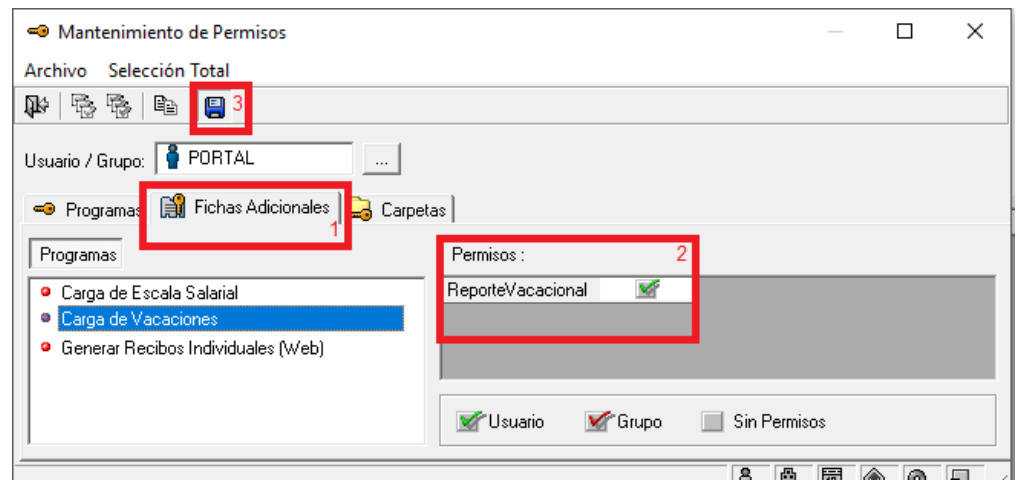 Mantenimiento de Permisos
Archivo Selección Total
3
Usuario / Grupo: PORTAL ...
Programas Fichas Adicionales Carpetas
1
Programas
Permisos : 2
Carga de Escala Salarial
ReporteVacacional
Carga de Vacaciones
Generar Recibos Individuales (Web)
Usuario Grupo Sin Permisos